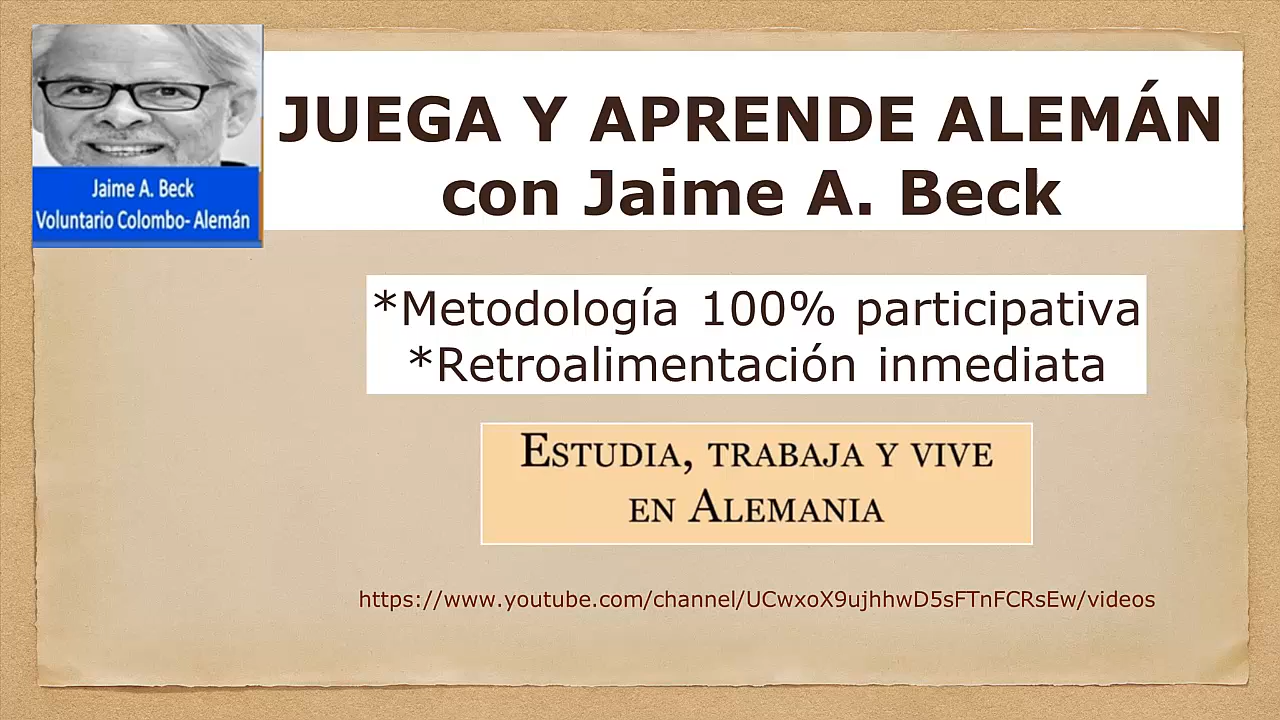 JUEGA Y APRENDE ALEMÁN
con Jaime A. Beck
Jaime A. Beck
Voluntario Colombo- Alemán
*Metodología 100% participativa
*Retroalimentación inmediata
ESTUDIA, TRABAJA Y VIVE
EN ALEMANIA
https://www.youtube.com/channel/UCwxoX9ujhhwD5sFTnFCRsEw/videos